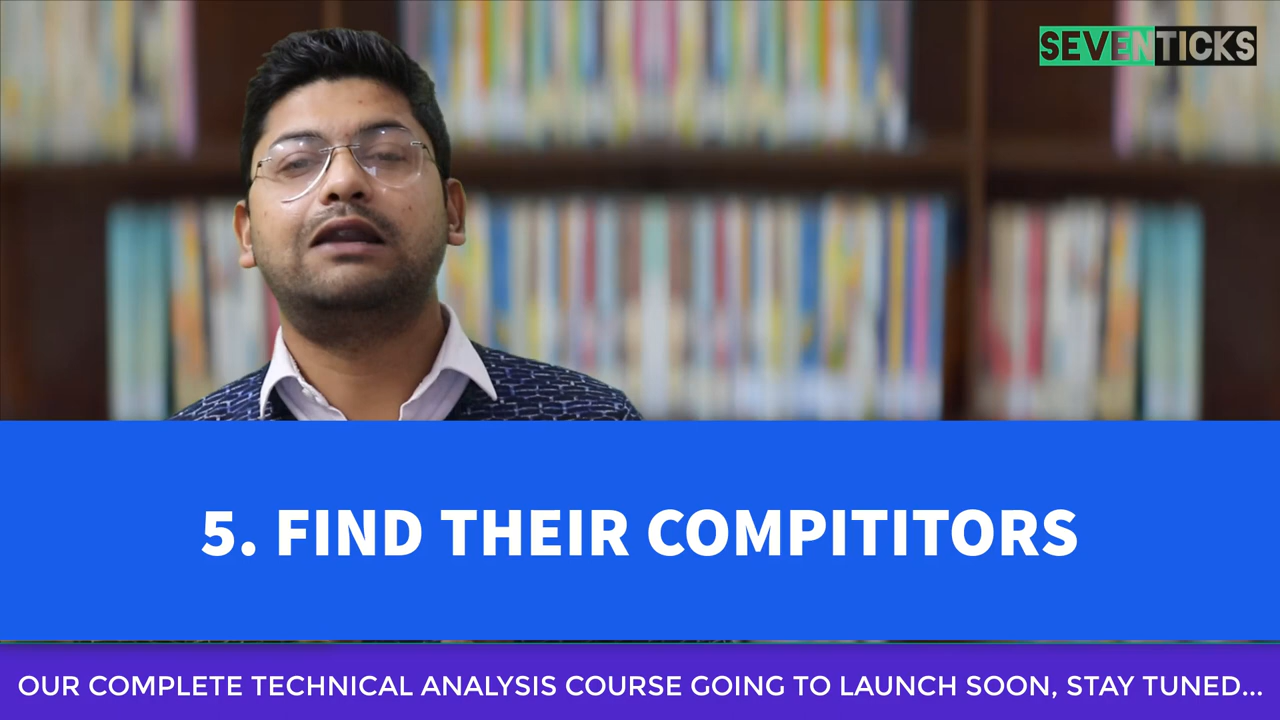 SEVENTICKS
5. FIND THEIR COMPITITORS
OUR COMPLETE TECHNICAL ANALYSIS COURSE GOING TO LAUNCH SOON, STAY TUNED...